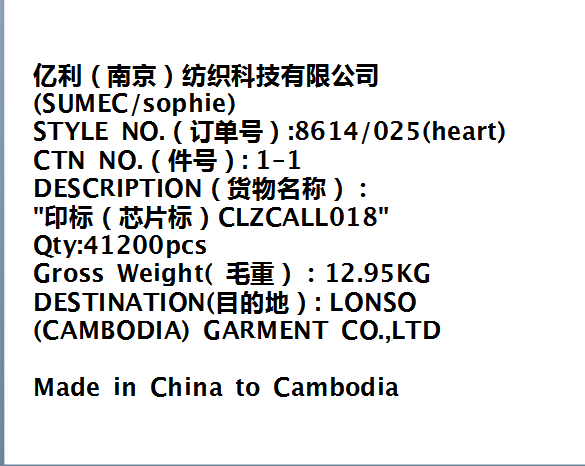 亿利（南京）纺织科技有限公司
(SUMEC/sophie)
STYLE NO.（订单号）:8614/025(heart)
CTN NO.（件号）: 1-1
DESCRIPTION（货物名称）：
"印标（芯片标）CLZCALL018"
Qty:41200pcs
Gross Weight( 毛重）：12.95KG
DESTINATION(目的地）: LONSO
(CAMBODIA) GARMENT CO.,LTD
Made in China to Cambodia